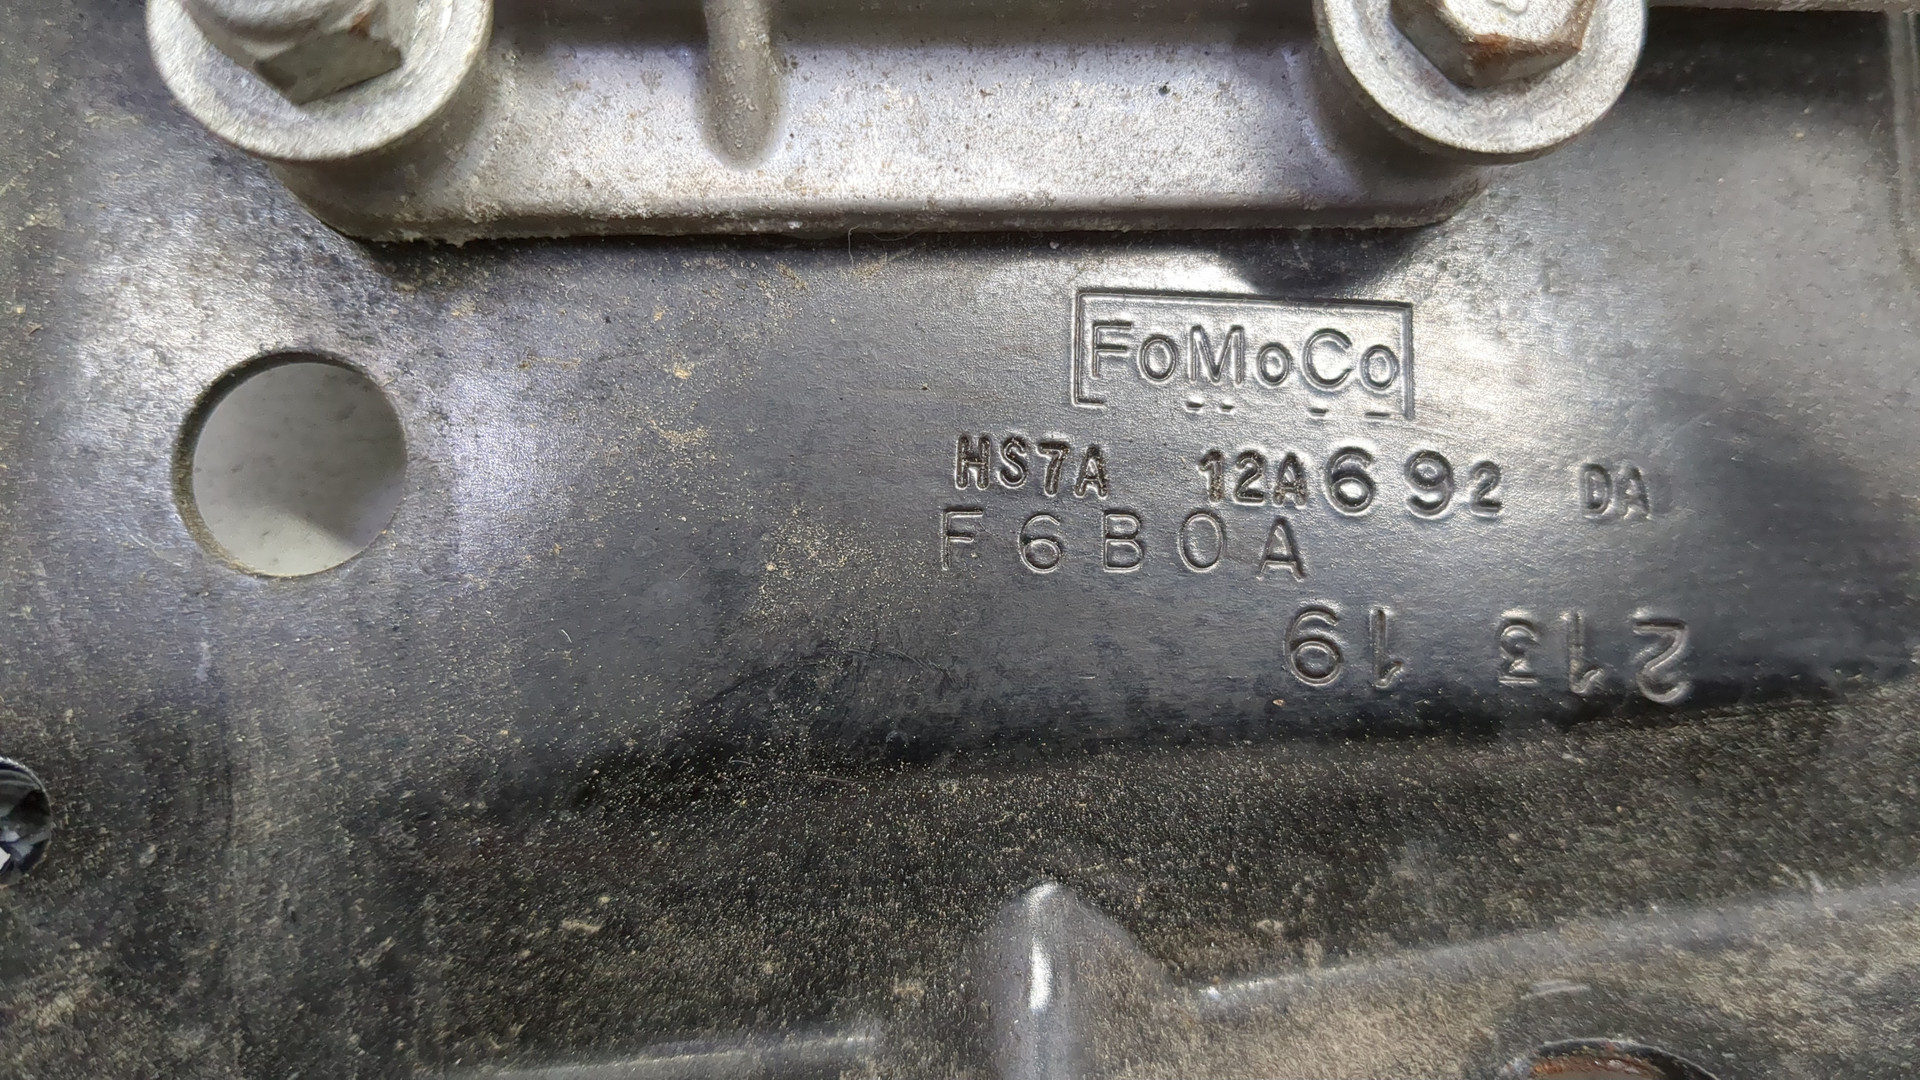 FoMoCo
HS7A 12A692 DA
F6B0A
213 19